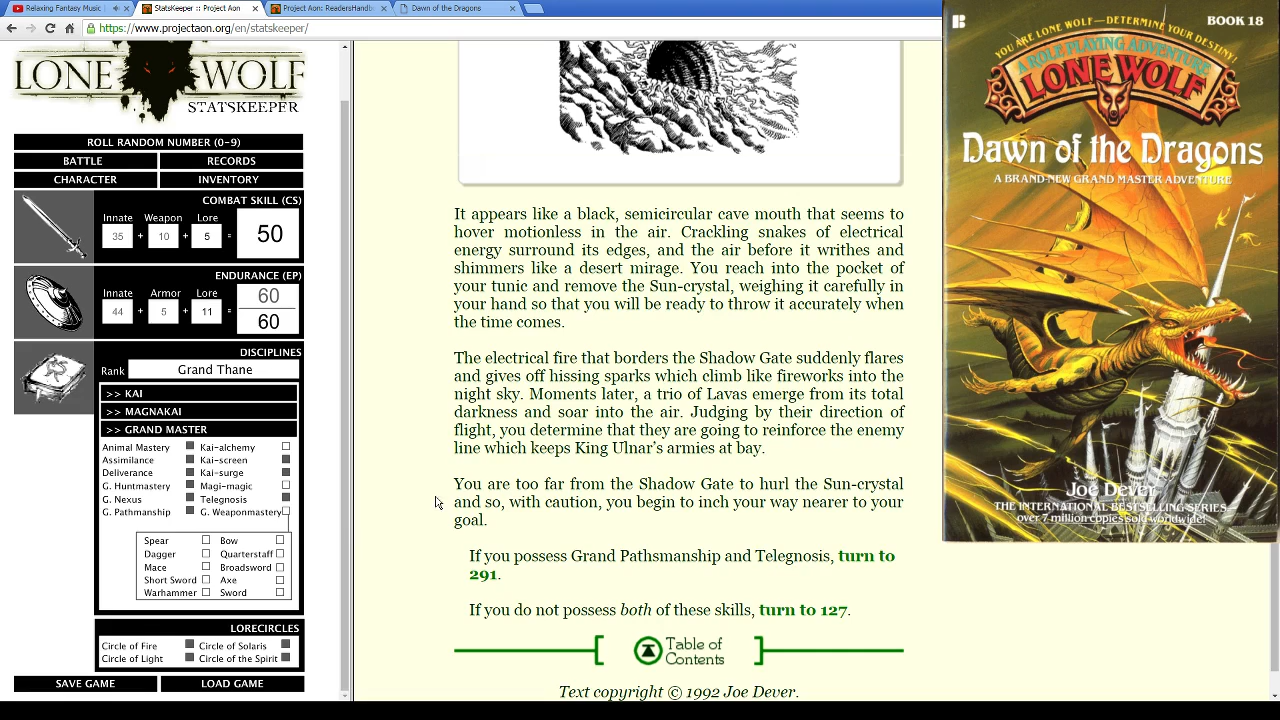 Relaxing Fantasy Music
StatsKeeper :: Project Aon
Project Aon: ReadersHandb
Dawn of the Dragons
https://www.projectaon.org/en/statskeeper/
LONE WOLF
STATSKEEPER
ROLL RANDOM NUMBER (0-9)
BATTLE RECORDS
CHARACTER INVENTORY
COMBAT SKILL (CS)
Innate Weapon Lore
35 + 10 + 5 = 50
ENDURANCE (EP)
60
Innate Armor Lore
44 + 5 + 11 = 60
DISCIPLINES
Rank Grand Thane
>> KAI
>> MAGNAKAI
>> GRAND MASTER
Animal Mastery Kai-alchemy
Assimilance Kai-screen
Deliverance Kai-surge
G. Huntmastery Magi-magic
G. Nexus Telegnosis
G. Pathmanship G. Weaponmastery
Spear Bow
Dagger Quarterstaff
Mace Broadsword
Short Sword Axe
Warhammer Sword
LORECIRCLES
Circle of Fire Circle of Solaris
Circle of Light Circle of the Spirit
SAVE GAME LOAD GAME
It appears like a black, semicircular cave mouth that seems to
hover motionless in the air. Crackling snakes of electrical
energy surround its edges, and the air before it writhes and
shimmers like a desert mirage. You reach into the pocket of
your tunic and remove the Sun-crystal, weighing it carefully in
your hand so that you will be ready to throw it accurately when
the time comes.
The electrical fire that borders the Shadow Gate suddenly flares
and gives off hissing sparks which climb like fireworks into the
night sky. Moments later, a trio of Lavas emerge from its total
darkness and soar into the air. Judging by their direction of
flight, you determine that they are going to reinforce the enemy
line which keeps King Ulnar’s armies at bay.
You are too far from the Shadow Gate to hurl the Sun-crystal
and so, with caution, you begin to inch your way nearer to your
goal.
If you possess Grand Pathsmanship and Telegnosis, turn to
291.
If you do not possess both of these skills, turn to 127.
Table of
Contents
Text copyright © 1992 Joe Dever.
B
BOOK 18
YOU ARE LONE WOLF—DETERMINE YOUR DESTINY!
A ROLE PLAYING ADVENTURE
LONE WOLF
Dawn of the Dragons
A BRAND-NEW GRAND MASTER ADVENTURE
Joe Dever
THE INTERNATIONAL BESTSELLING SERIES—
over 7 million copies sold worldwide!